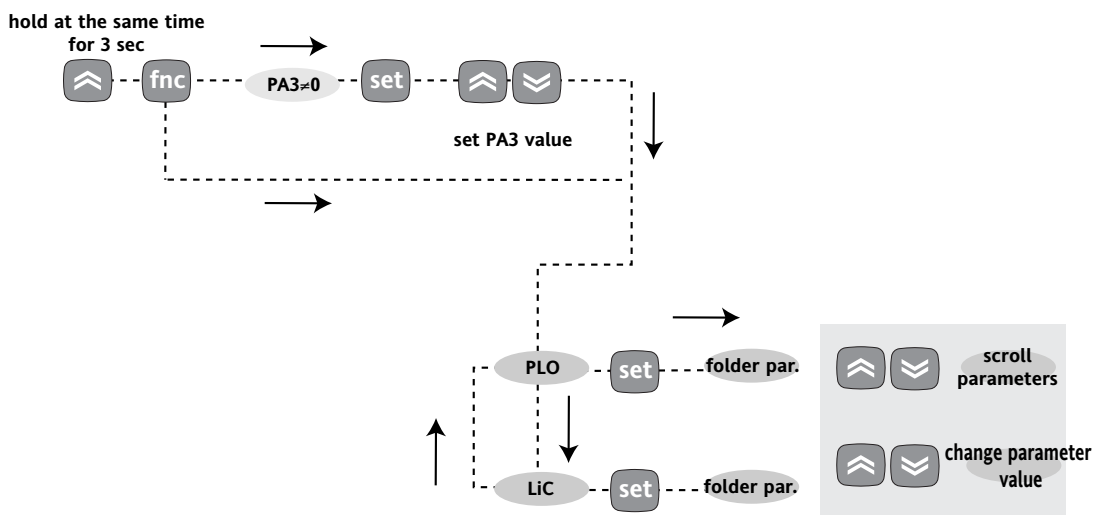 hold at the same time
for 3 sec
fnc
PA3≠0
set
set PA3 value
PLO
set
folder par.
scroll
parameters
LiC
set
folder par.
change parameter
value